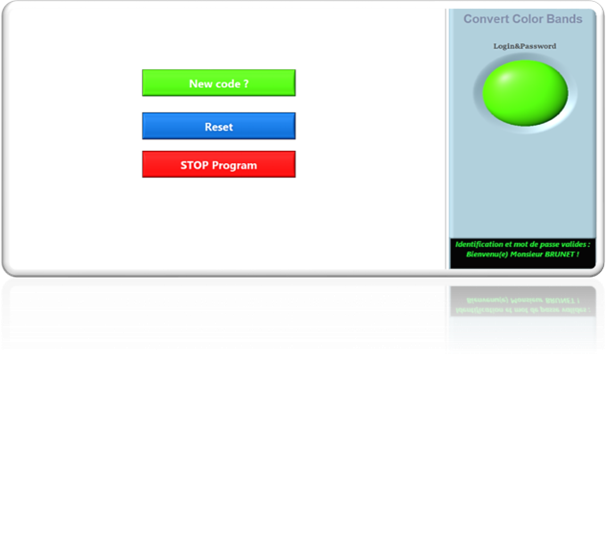 Convert Color Bands
Login&Password
New code ?
Reset
STOP Program
Identification et mot de passe valides :
Bienvenu(e) Monsieur BRUNET !